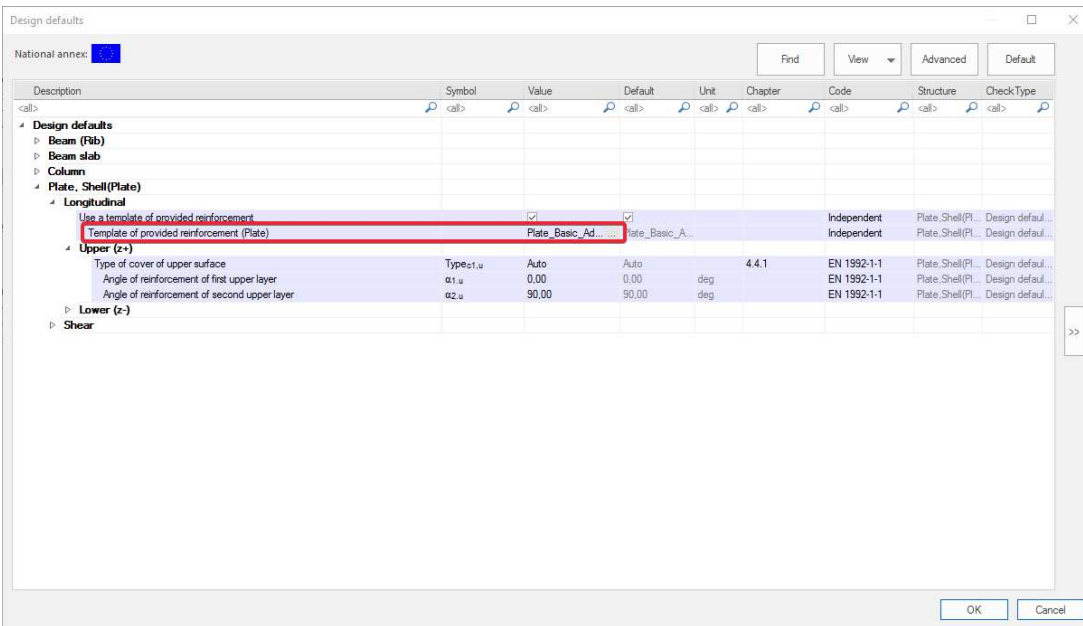 Design defaults
National annex:
Find View Advanced Default
Description Symbol Value Default Unit Chapter Code Structure CheckType
<all> <all> <all> <all> <all> <all> <all> <all> <all>
Design defaults
Beam (Rib)
Beam slab
Column
Plate, Shell(Plate)
Longitudinal
Use a template of provided reinforcement Independent Plate,Shell(Pl... Design defaul...
Template of provided reinforcement (Plate) Plate_Basic_Ad... ... Plate_Basic_A... Independent Plate,Shell(Pl... Design defaul...
Upper (z+)
Type of cover of upper surface Typeo1,u Auto Auto 4.4.1 EN 1992-1-1 Plate,Shell(Pl... Design defaul...
Angle of reinforcement of first upper layer α1,u 0,00 0,00 deg EN 1992-1-1 Plate,Shell(Pl... Design defaul...
Angle of reinforcement of second upper layer α2,u 90,00 90,00 deg EN 1992-1-1 Plate,Shell(Pl... Design defaul...
Lower (z-)
Shear
>>
OK Cancel